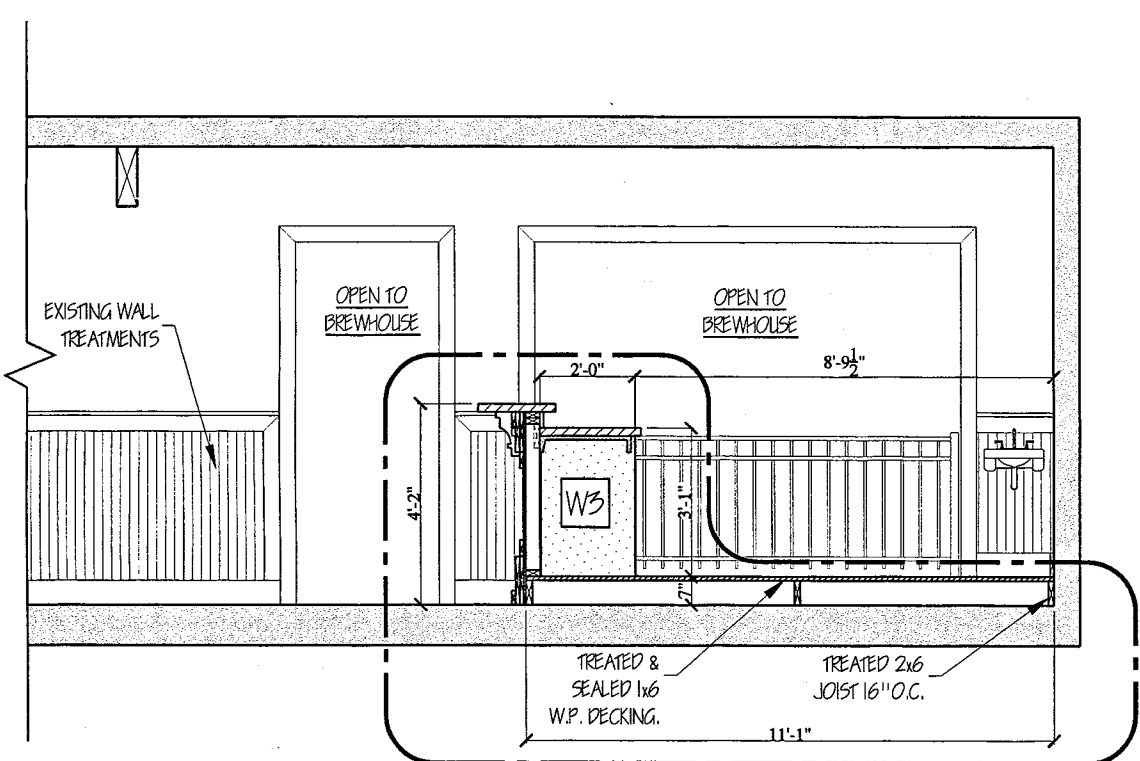 EXISTING WALL
TREATMENTS
OPEN TO
BREWHOUSE
OPEN TO
BREWHOUSE
2'-0"
8'-9½"
4'-2"
W3
3'-1"
7"
TREATED &
SEALED 1x6
W.P. DECKING.
TREATED 2x6
JOIST 16" O.C.
11'-1"